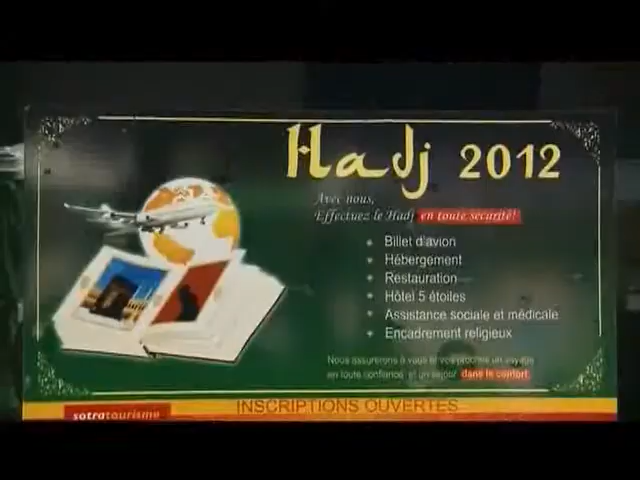 Hadj 2012
Avec nous,
Effectuez le Hadj en toute sécurité!
Billet d'avion
Hébergement
Restauration
Hôtel 5 étoiles
Assistance sociale et médicale
Encadrement religieux
Nous assurerons à vous et vos proches un voyage
en toute confiance, et un séjour dans le confort.
INSCRIPTIONS OUVERTES
sotratourisme